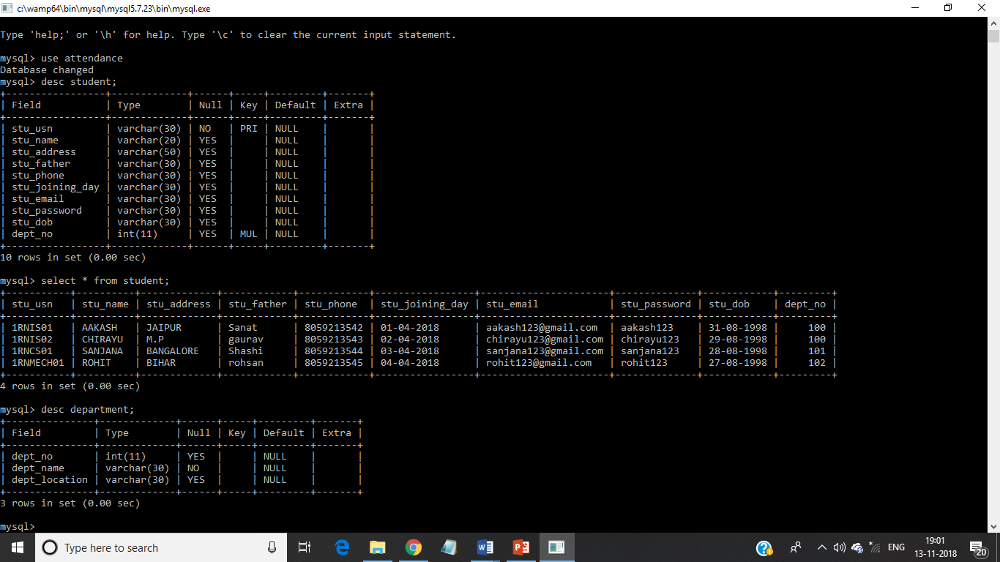 c:\wamp64\bin\mysql\mysql5.7.23\bin\mysql.exe
Type 'help;' or '\h' for help. Type '\c' to clear the current input statement.
mysql> use attendance
Database changed
mysql> desc student;
+----------------+-------------+------+-----+---------+-------+
| Field          | Type        | Null | Key | Default | Extra |
+----------------+-------------+------+-----+---------+-------+
| stu_usn        | varchar(30) | NO   | PRI | NULL    |       |
| stu_name       | varchar(20) | YES  |     | NULL    |       |
| stu_address    | varchar(50) | YES  |     | NULL    |       |
| stu_father     | varchar(30) | YES  |     | NULL    |       |
| stu_phone      | varchar(30) | YES  |     | NULL    |       |
| stu_joining_day | varchar(30) | YES  |     | NULL    |       |
| stu_email      | varchar(30) | YES  |     | NULL    |       |
| stu_password   | varchar(30) | YES  |     | NULL    |       |
| stu_dob        | varchar(30) | YES  |     | NULL    |       |
| dept_no        | int(11)     | YES  | MUL | NULL    |       |
+----------------+-------------+------+-----+---------+-------+
10 rows in set (0.00 sec)
mysql> select * from student;
+-----------+----------+-------------+------------+------------+-----------------+----------------------+--------------+------------+---------+
| stu_usn   | stu_name | stu_address | stu_father | stu_phone  | stu_joining_day | stu_email            | stu_password | stu_dob    | dept_no |
+-----------+----------+-------------+------------+------------+-----------------+----------------------+--------------+------------+---------+
| 1RNIS01   | AAKASH   | JAIPUR      | Sanat      | 8059213542 | 01-04-2018      | aakash123@gmail.com  | aakash123    | 31-08-1998 |     100 |
| 1RNIS02   | CHIRAYU  | M.P         | gaurav     | 8059213543 | 02-04-2018      | chirayu123@gmail.com | chirayu123   | 29-08-1998 |     100 |
| 1RNCS01   | SANJANA  | BANGALORE   | Shashi     | 8059213544 | 03-04-2018      | sanjana123@gmail.com | sanjana123   | 28-08-1998 |     101 |
| 1RNMECH01 | ROHIT    | BIHAR       | rohsan     | 8059213545 | 04-04-2018      | rohit123@gmail.com   | rohit123     | 27-08-1998 |     102 |
+-----------+----------+-------------+------------+------------+-----------------+----------------------+--------------+------------+---------+
4 rows in set (0.00 sec)
mysql> desc department;
+---------------+-------------+------+-----+---------+-------+
| Field         | Type        | Null | Key | Default | Extra |
+---------------+-------------+------+-----+---------+-------+
| dept_no       | int(11)     | YES  |     | NULL    |       |
| dept_name     | varchar(30) | NO   |     | NULL    |       |
| dept_location | varchar(30) | YES  |     | NULL    |       |
+---------------+-------------+------+-----+---------+-------+
3 rows in set (0.00 sec)
mysql>
Type here to search
ENG
19:01
13-11-2018
20